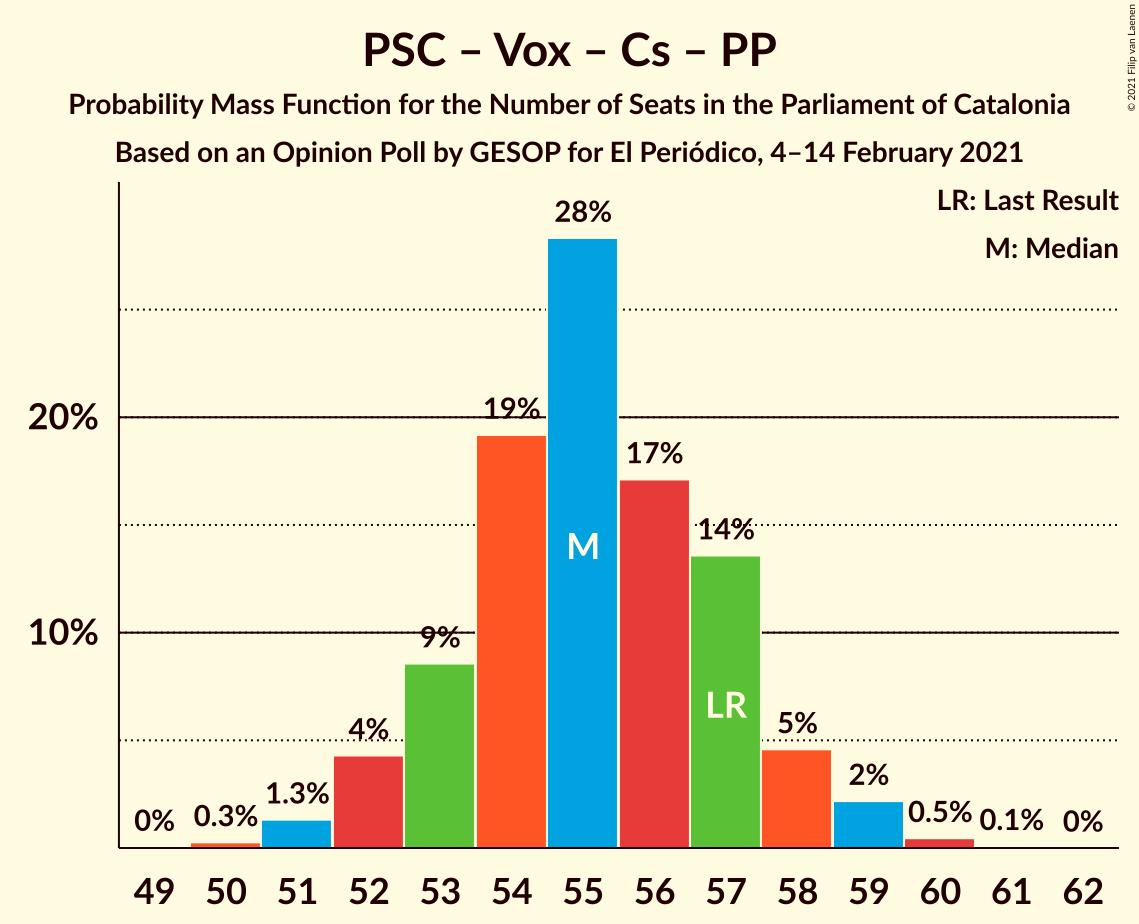 PSC – Vox – Cs – PP
Probability Mass Function for the Number of Seats in the Parliament of Catalonia
Based on an Opinion Poll by GESOP for El Periódico, 4–14 February 2021
© 2021 Filip van Laenen
LR: Last Result
M: Median
28%
20%
19%
17%
14%
M
10%
9%
LR
5%
4%
2%
1.3%
0% 0.3% 0.5% 0.1% 0%
49 50 51 52 53 54 55 56 57 58 59 60 61 62